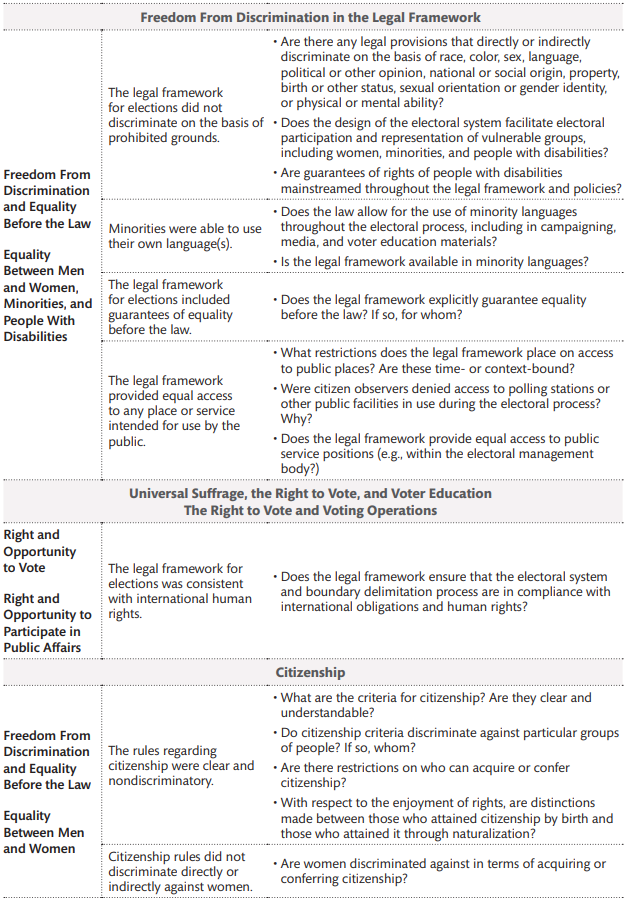 Freedom From Discrimination in the Legal Framework
Freedom From
Discrimination
and Equality
Before the Law
Equality
Between Men
and Women,
Minorities, and
People With
Disabilities
The legal framework
for elections did not
discriminate on the basis of
prohibited grounds.
• Are there any legal provisions that directly or indirectly
discriminate on the basis of race, color, sex, language,
political or other opinion, national or social origin, property,
birth or other status, sexual orientation or gender identity,
or physical or mental ability?
• Does the design of the electoral system facilitate electoral
participation and representation of vulnerable groups,
including women, minorities, and people with disabilities?
• Are guarantees of rights of people with disabilities
mainstreamed throughout the legal framework and policies?
Minorities were able to use
their own language(s).
• Does the law allow for the use of minority languages
throughout the electoral process, including in campaigning,
media, and voter education materials?
• Is the legal framework available in minority languages?
The legal framework
for elections included
guarantees of equality
before the law.
• Does the legal framework explicitly guarantee equality
before the law? If so, for whom?
The legal framework
provided equal access
to any place or service
intended for use by the
public.
• What restrictions does the legal framework place on access
to public places? Are these time- or context-bound?
• Were citizen observers denied access to polling stations or
other public facilities in use during the electoral process?
Why?
• Does the legal framework provide equal access to public
service positions (e.g., within the electoral management
body?)
Universal Suffrage, the Right to Vote, and Voter Education
The Right to Vote and Voting Operations
Right and
Opportunity
to Vote
Right and
Opportunity to
Participate in
Public Affairs
The legal framework for
elections was consistent
with international human
rights.
• Does the legal framework ensure that the electoral system
and boundary delimitation process are in compliance with
international obligations and human rights?
Citizenship
Freedom From
Discrimination
and Equality
Before the Law
Equality
Between Men
and Women
The rules regarding
citizenship were clear and
nondiscriminatory.
• What are the criteria for citizenship? Are they clear and
understandable?
• Do citizenship criteria discriminate against particular groups
of people? If so, whom?
• Are there restrictions on who can acquire or confer
citizenship?
• With respect to the enjoyment of rights, are distinctions
made between those who attained citizenship by birth and
those who attained it through naturalization?
Citizenship rules did not
discriminate directly or
indirectly against women.
• Are women discriminated against in terms of acquiring or
conferring citizenship?